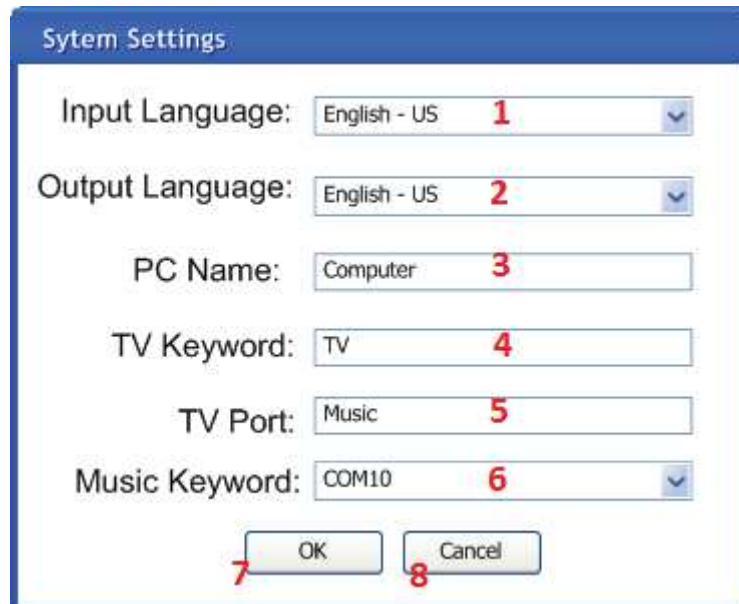 Sytem Settings
Input Language: English - US 1
Output Language: English - US 2
PC Name: Computer 3
TV Keyword: TV 4
TV Port: Music 5
Music Keyword: COM10 6
7 OK 8 Cancel